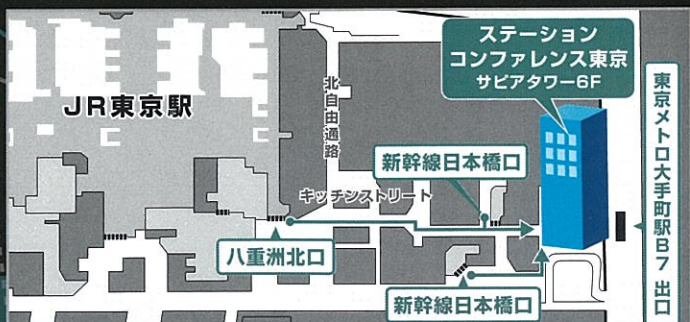 ステーション
コンファレンス東京
サピアタワー6F
JR東京駅
北自由通路
新幹線日本橋口
キッチンストリート
八重洲北口
新幹線日本橋口
東京メトロ大手町駅B7 出口